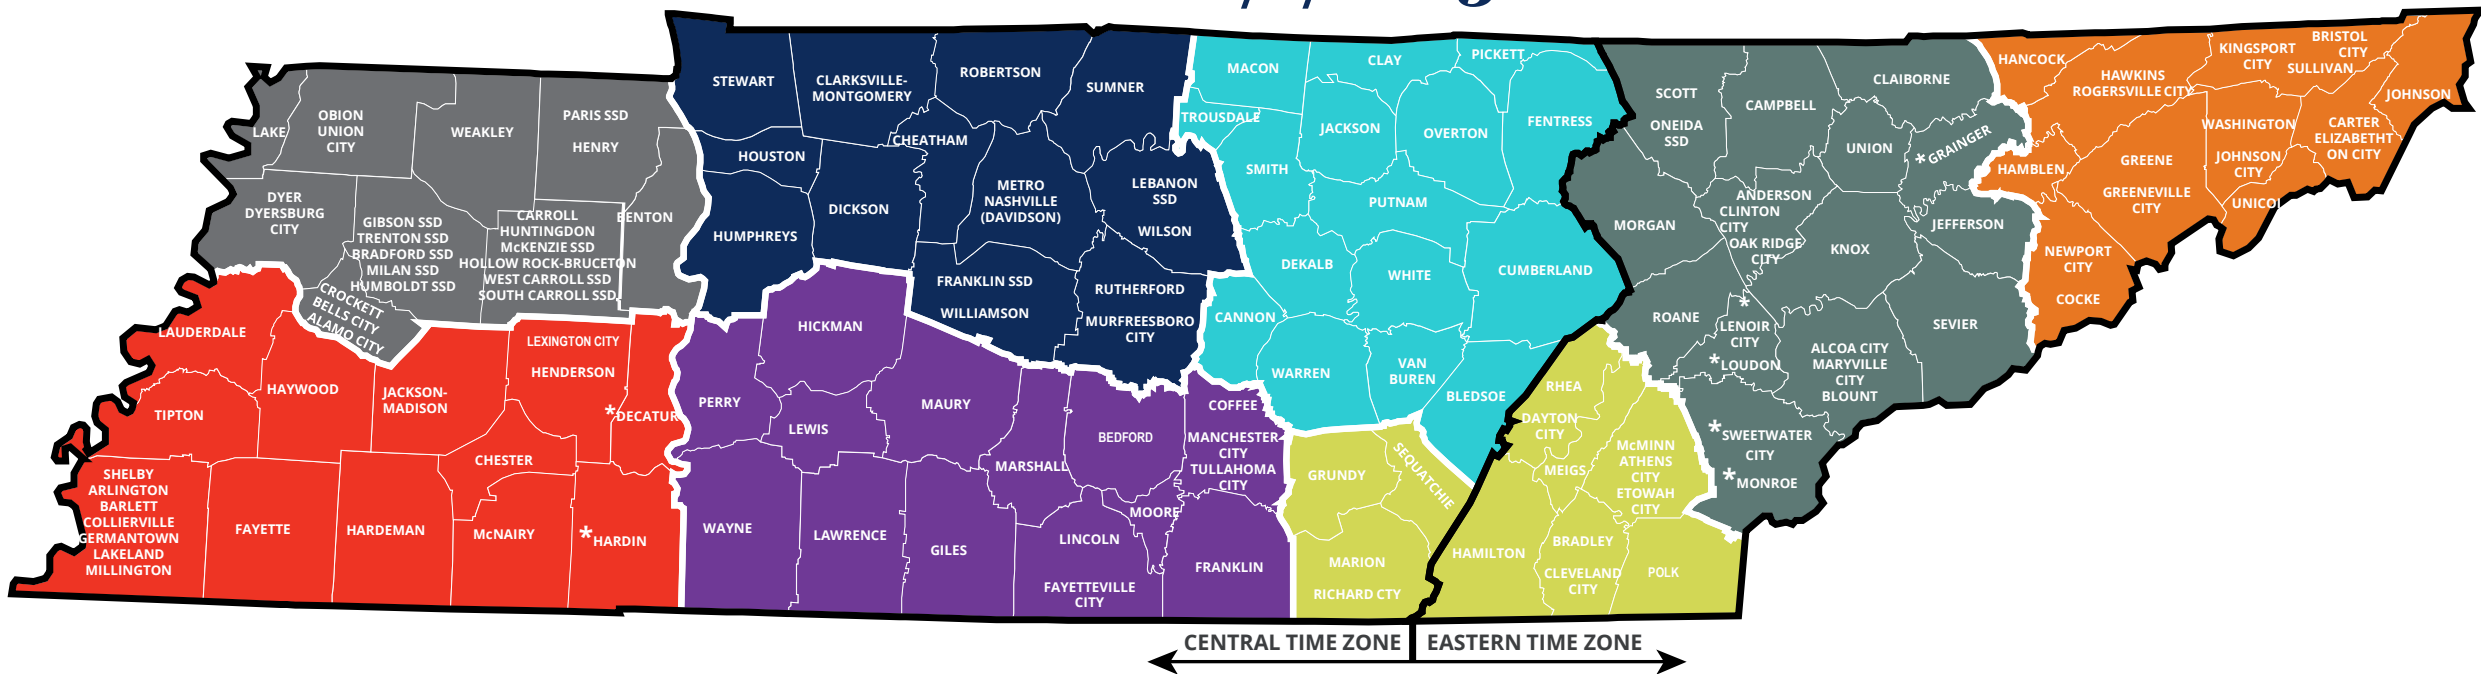 LAKE
OBION
UNION
CITY
WEAKLEY
PARIS SSD
HENRY
DYER
DYERSBURG
CITY
GIBSON SSD
TRENTON SSD
BRADFORD SSD
MILAN SSD
HUMBOLDT SSD
CARROLL
HUNTINGDON
McKENZIE SSD
HOLLOW ROCK-BRUCETON
WEST CARROLL SSD
SOUTH CARROLL SSD
BENTON
CROCKETT
BELLS CITY
ALAMO CITY
LAUDERDALE
TIPTON
HAYWOOD
JACKSON-
MADISON
LEXINGTON CITY
HENDERSON
*DECATUR
CHESTER
SHELBY
ARLINGTON
BARLETT
COLLIERVILLE
GERMANTOWN
LAKELAND
MILLINGTON
FAYETTE
HARDEMAN
McNAIRY
*HARDIN
STEWART
CLARKSVILLE-
MONTGOMERY
ROBERTSON
SUMNER
HOUSTON
CHEATHAM
DICKSON
HUMPHREYS
METRO
NASHVILLE
(DAVIDSON)
LEBANON
SSD
WILSON
FRANKLIN SSD
WILLIAMSON
RUTHERFORD
MURFREESBORO
CITY
HICKMAN
PERRY
LEWIS
MAURY
MARSHALL
BEDFORD
COFFEE
MANCHESTER
CITY
TULLAHOMA
CITY
WAYNE
LAWRENCE
GILES
LINCOLN
FAYETTEVILLE
CITY
MOORE
FRANKLIN
MACON
CLAY
PICKETT
TROUSDALE
JACKSON
OVERTON
FENTRESS
SMITH
PUTNAM
DEKALB
WHITE
CUMBERLAND
CANNON
WARREN
VAN
BUREN
BLEDSOE
GRUNDY
SEQUATCHIE
MARION
RICHARD CTY
RHEA
DAYTON
CITY
MEIGS
McMINN
ATHENS
CITY
ETOWAH
CITY
HAMILTON
BRADLEY
CLEVELAND
CITY
POLK
SCOTT
ONEIDA
SSD
CAMPBELL
CLAIBORNE
UNION
*GRAINGER
MORGAN
ANDERSON
CLINTON
CITY
OAK RIDGE
CITY
KNOX
JEFFERSON
ROANE
*
LENOIR
CITY
*LOUDON
ALCOA CITY
MARYVILLE
CITY
BLOUNT
SEVIER
*SWEETWATER
CITY
*MONROE
HANCOCK
HAWKINS
ROGERSVILLE CITY
KINGSPORT
CITY
BRISTOL
CITY
SULLIVAN
JOHNSON
HAMBLEN
GREENE
GREENEVILLE
CITY
WASHINGTON
JOHNSON
CITY
CARTER
ELIZABETHT
ON CITY
UNICOI
NEWPORT
CITY
COCKE
CENTRAL TIME ZONE
EASTERN TIME ZONE